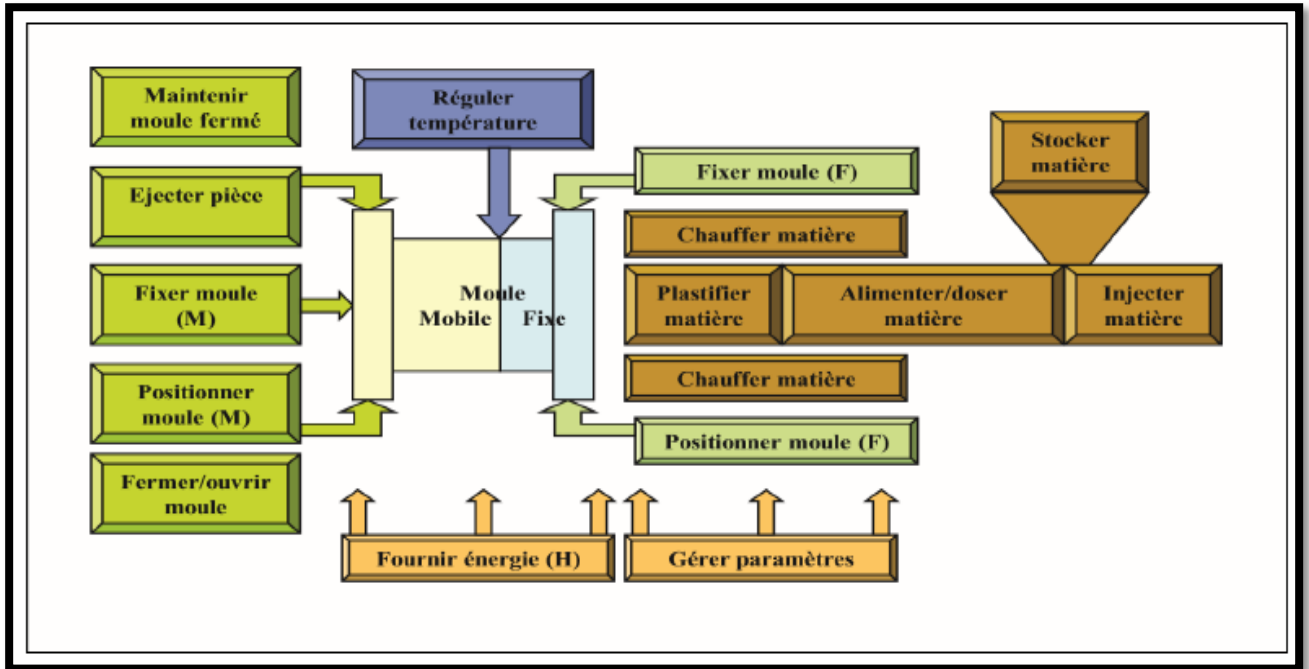 Maintenir
moule fermé
Réguler
température
Stocker
matière
Ejecter pièce
Fixer moule (F)
Chauffer matière
Fixer moule
(M)
Moule
Mobile
Fixe
Plastifier
matière
Alimenter/doser
matière
Injecter
matière
Chauffer matière
Positionner
moule (M)
Positionner moule (F)
Fermer/ouvrir
moule
Fournir énergie (H)
Gérer paramètres